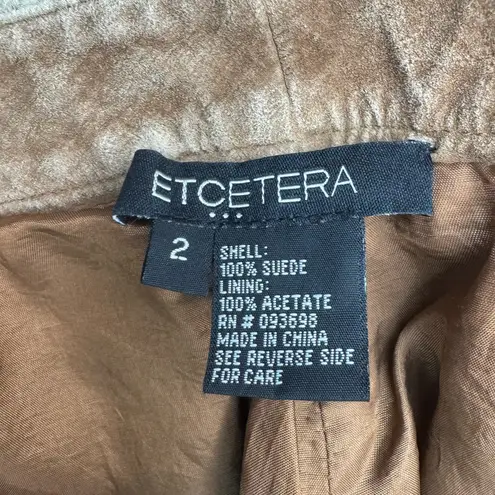 ETCETERA
...
2
SHELL:
100% SUEDE
LINING:
100% ACETATE
RN # 093698
MADE IN CHINA
SEE REVERSE SIDE
FOR CARE